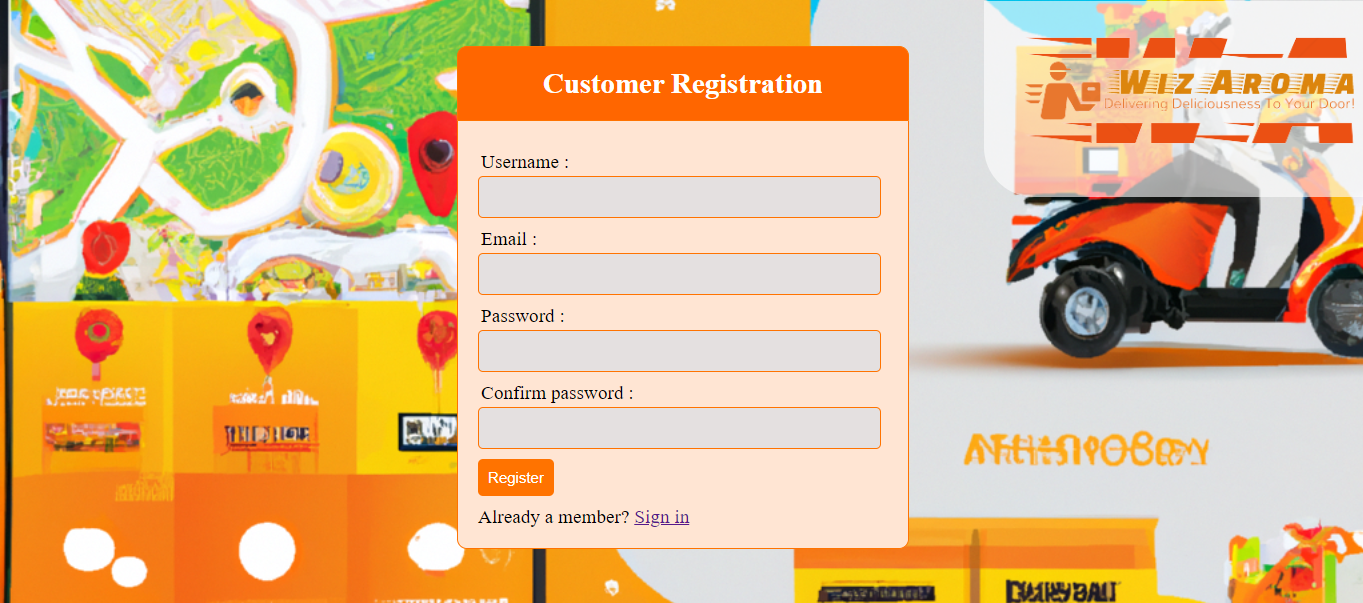 Customer Registration
Wiz Aroma
Delivering Deliciousness To Your Door!
Username :
Email :
Password :
Confirm password :
Register
Already a member? Sign in